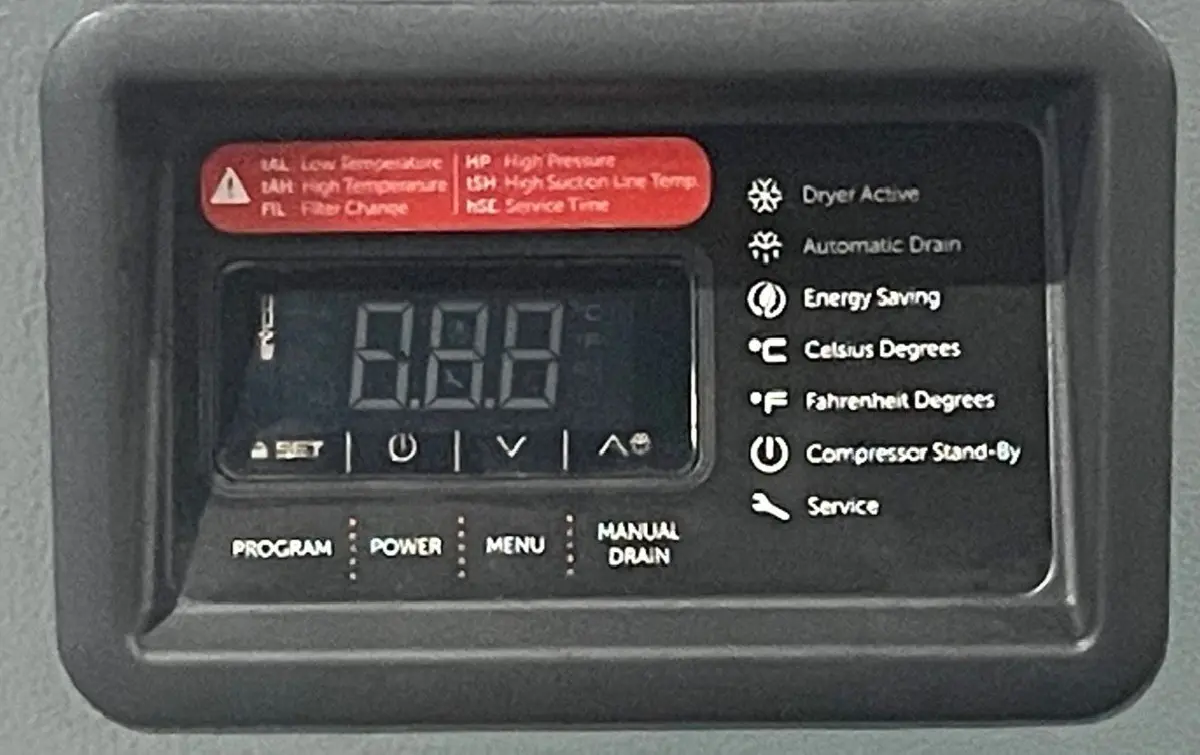 tAL Low Temperature
tAH High Temperature
FIL Filter Change
HP High Pressure
tSH High Suction Line Temp.
hSE Service Time
Dryer Active
Automatic Drain
Energy Saving
°C Celsius Degrees
°F Fahrenheit Degrees
Compressor Stand-By
Service
SET
PROGRAM
POWER
MENU
MANUAL
DRAIN